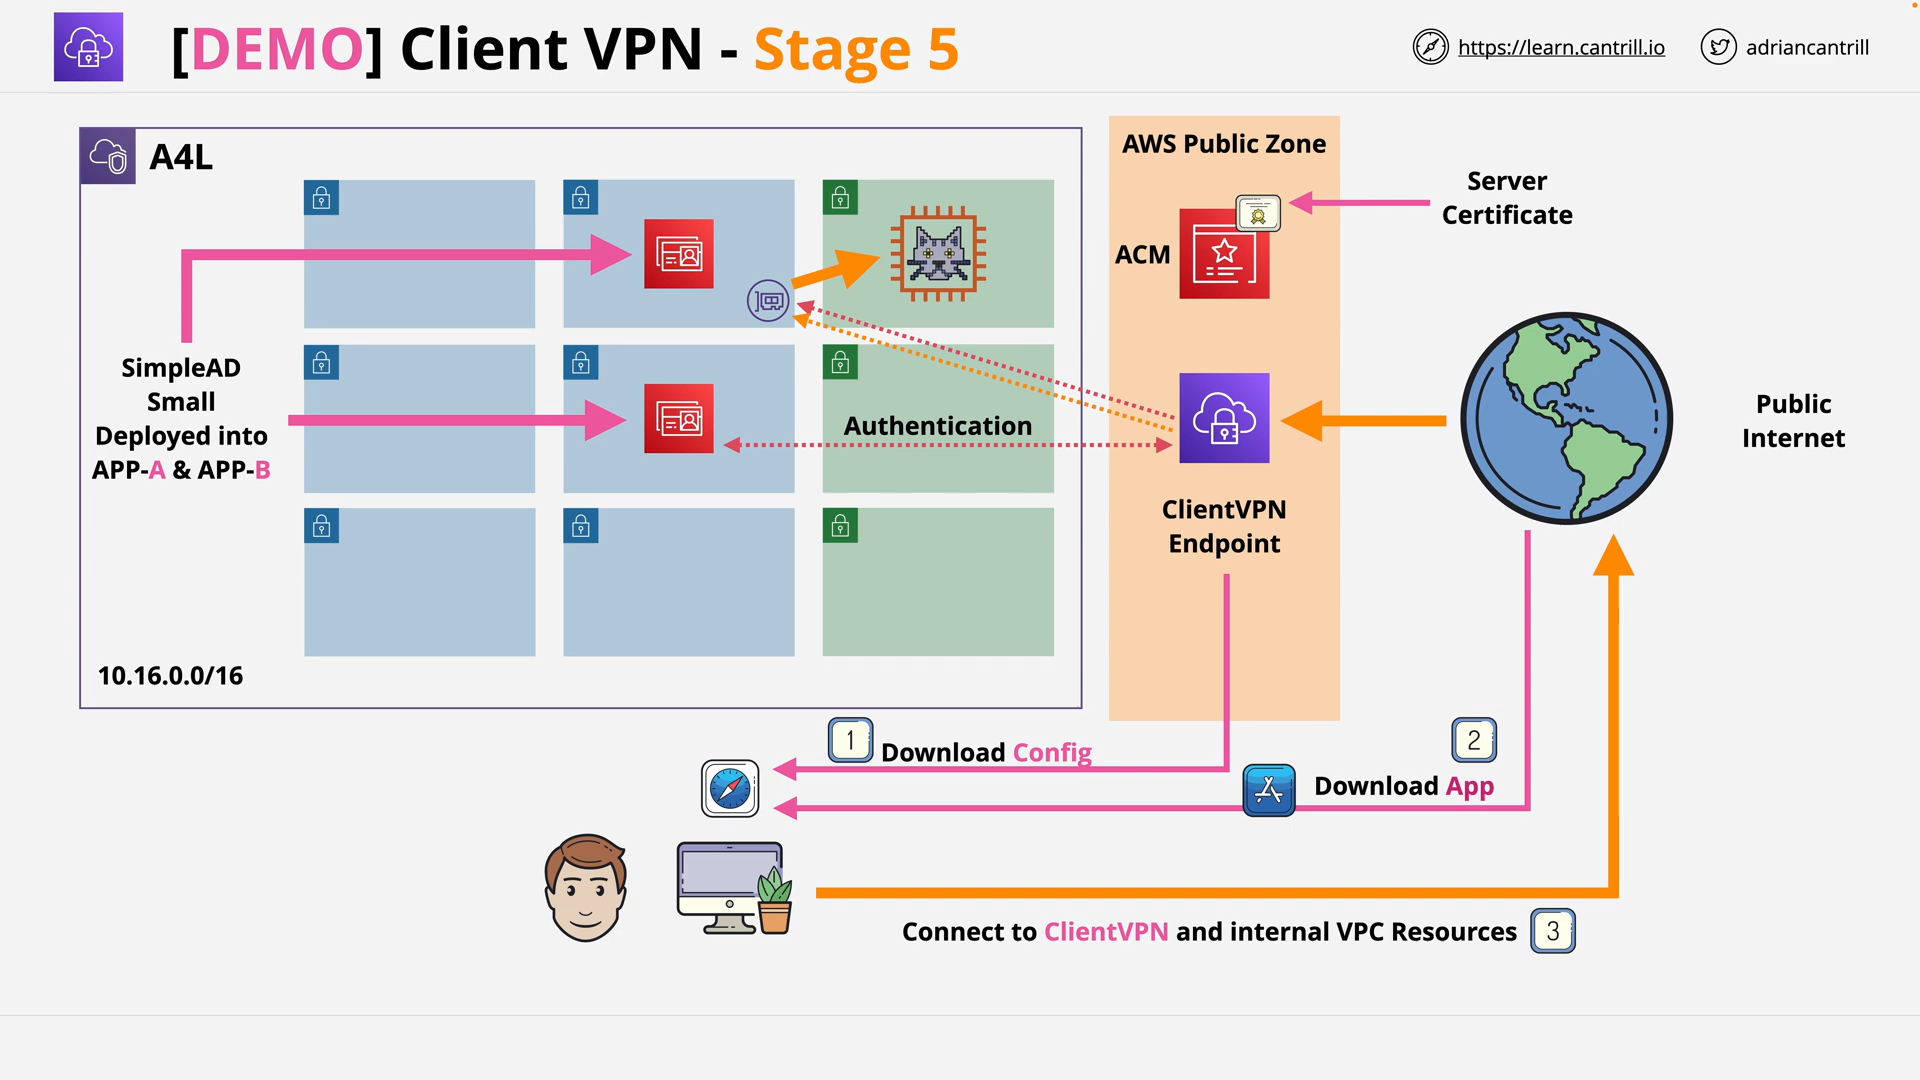 [DEMO] Client VPN - Stage 5
https://learn.cantrill.io
adriancantrill
A4L
AWS Public Zone
Server
Certificate
ACM
SimpleAD
Small
Deployed into
APP-A & APP-B
Authentication
Public
Internet
ClientVPN
Endpoint
10.16.0.0/16
1
Download Config
2
Download App
Connect to ClientVPN and internal VPC Resources
3